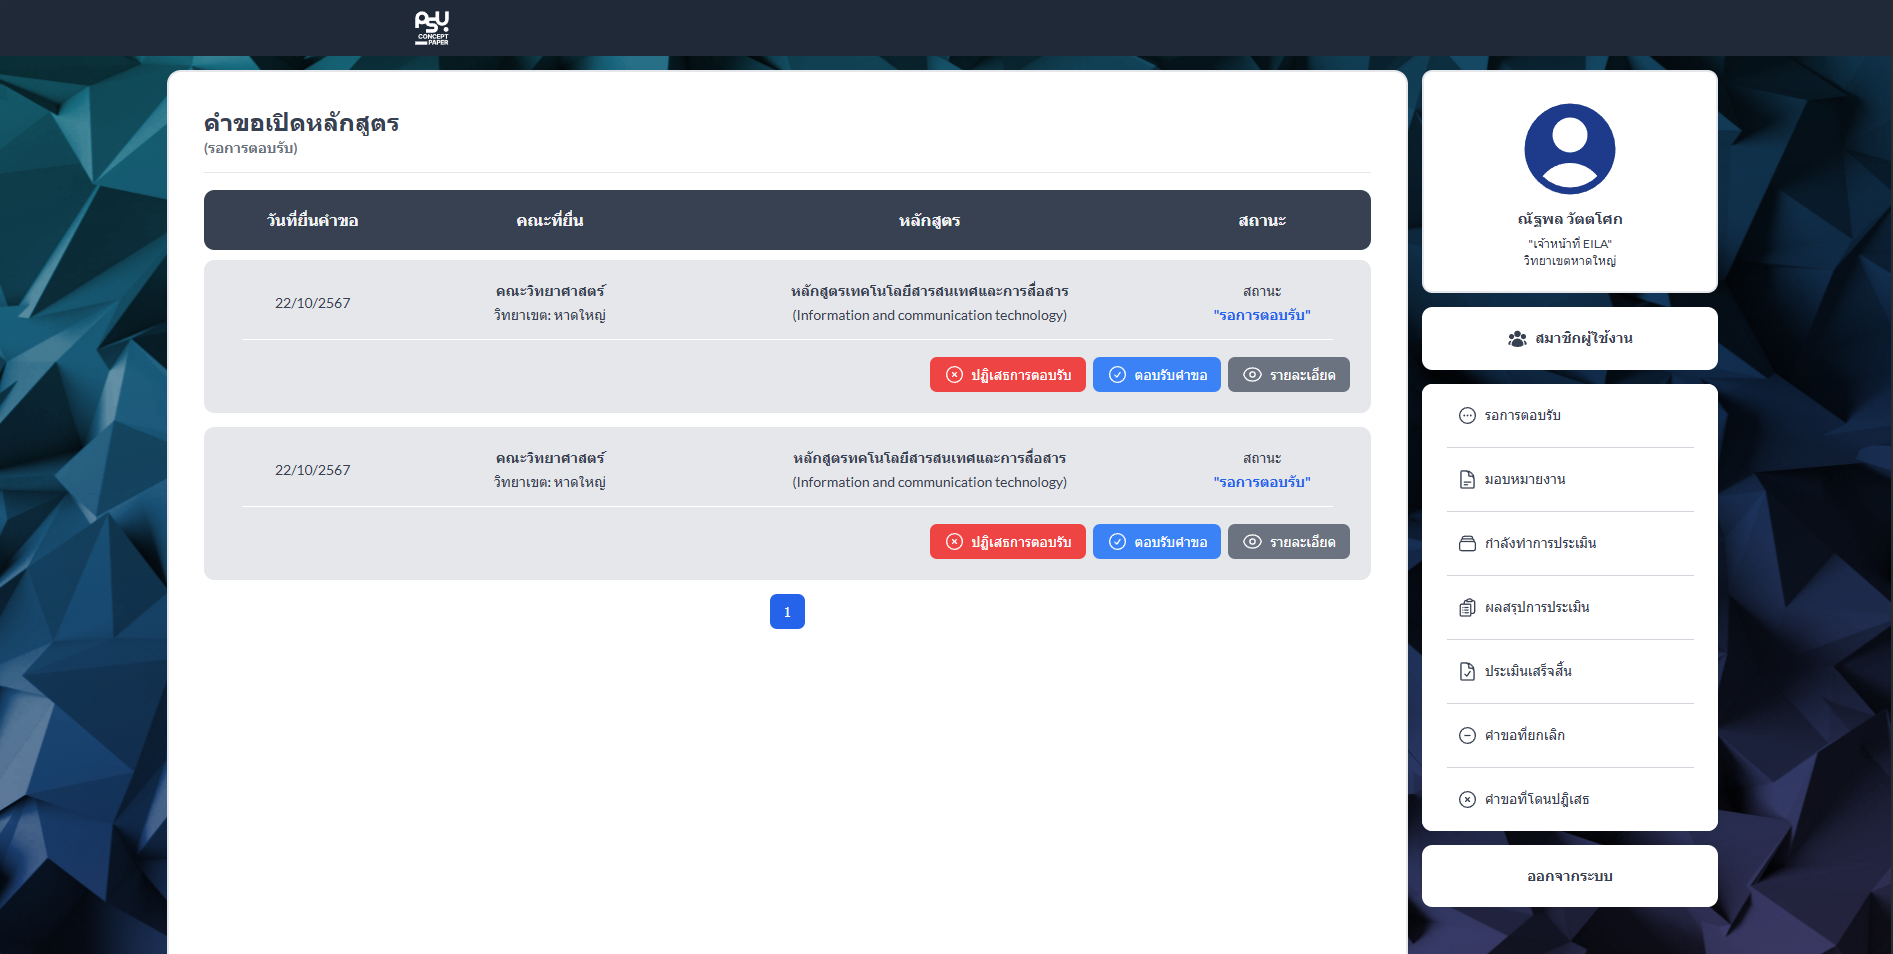 PSU
CONCEPT
PAPER
คำขอเปิดหลักสูตร
(รอการตอบรับ)
วันที่ยื่นคำขอ คณะที่ยื่น หลักสูตร สถานะ
22/10/2567
คณะวิทยาศาสตร์
วิทยาเขต: หาดใหญ่
หลักสูตรเทคโนโลยีสารสนเทศและการสื่อสาร
(Information and communication technology)
สถานะ
"รอการตอบรับ"
ปฏิเสธการตอบรับ ตอบรับคำขอ รายละเอียด
22/10/2567
คณะวิทยาศาสตร์
วิทยาเขต: หาดใหญ่
หลักสูตรทคโนโลยีสารสนเทศและการสื่อสาร
(Information and communication technology)
สถานะ
"รอการตอบรับ"
ปฏิเสธการตอบรับ ตอบรับคำขอ รายละเอียด
1
ณัฐพล วัตตโศก
"เจ้าหน้าที่ EILA"
วิทยาเขตหาดใหญ่
สมาชิกผู้ใช้งาน
รอการตอบรับ
มอบหมายงาน
กำลังทำการประเมิน
ผลสรุปการประเมิน
ประเมินเสร็จสิ้น
คำขอที่ยกเลิก
คำขอที่โดนปฎิเสธ
ออกจากระบบ